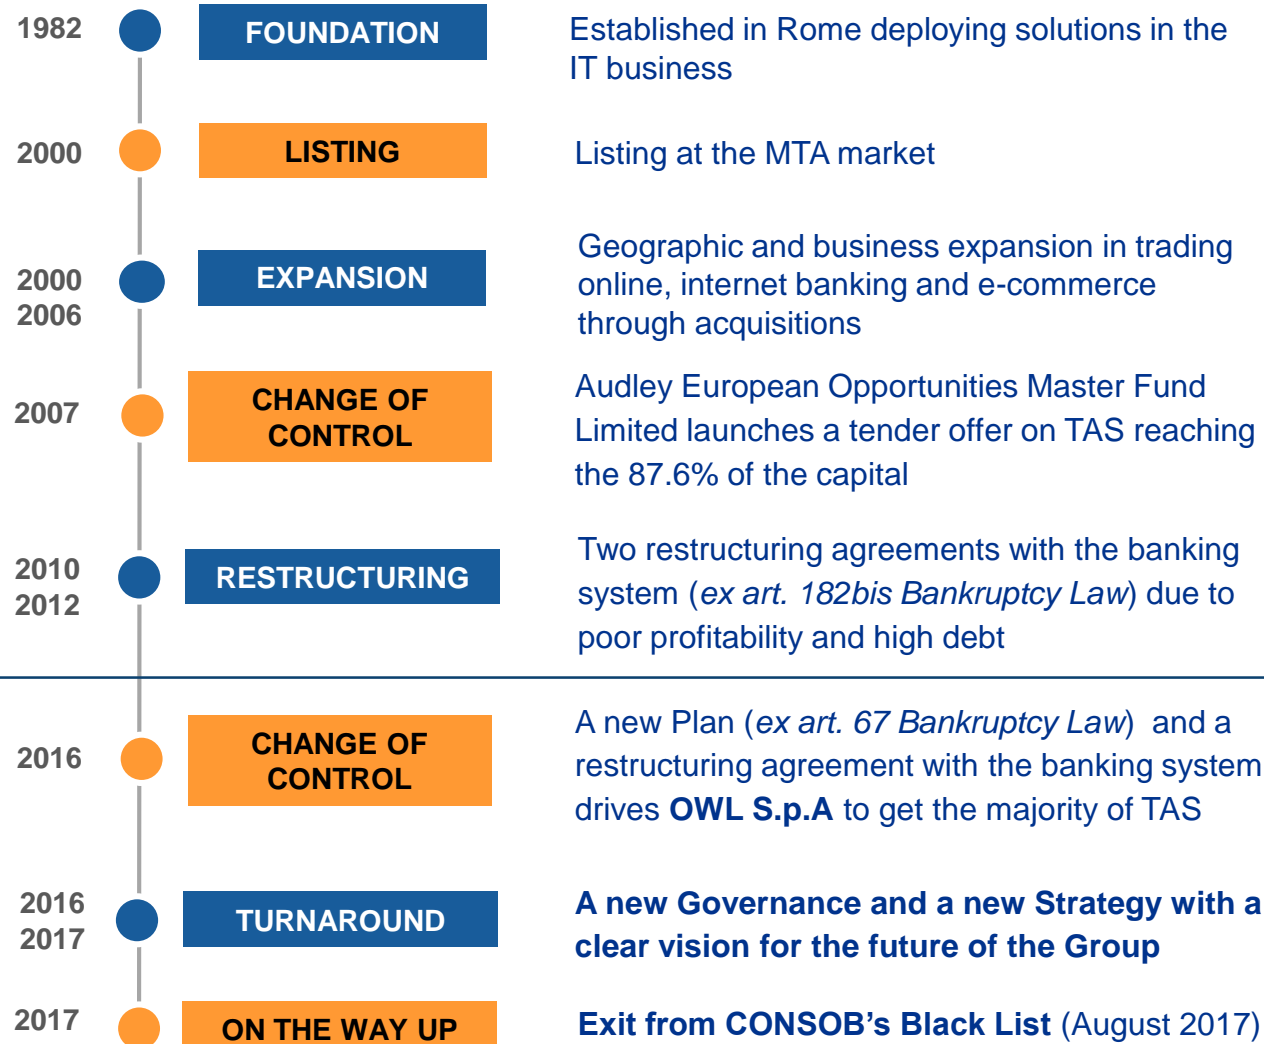 1982
FOUNDATION
Established in Rome deploying solutions in the
IT business
2000
LISTING
Listing at the MTA market
2000
2006
EXPANSION
Geographic and business expansion in trading
online, internet banking and e-commerce
through acquisitions
2007
CHANGE OF
CONTROL
Audley European Opportunities Master Fund
Limited launches a tender offer on TAS reaching
the 87.6% of the capital
2010
2012
RESTRUCTURING
Two restructuring agreements with the banking
system (ex art. 182bis Bankruptcy Law) due to
poor profitability and high debt
2016
CHANGE OF
CONTROL
A new Plan (ex art. 67 Bankruptcy Law) and a
restructuring agreement with the banking system
drives OWL S.p.A to get the majority of TAS
2016
2017
TURNAROUND
A new Governance and a new Strategy with a
clear vision for the future of the Group
2017
ON THE WAY UP
Exit from CONSOB's Black List (August 2017)